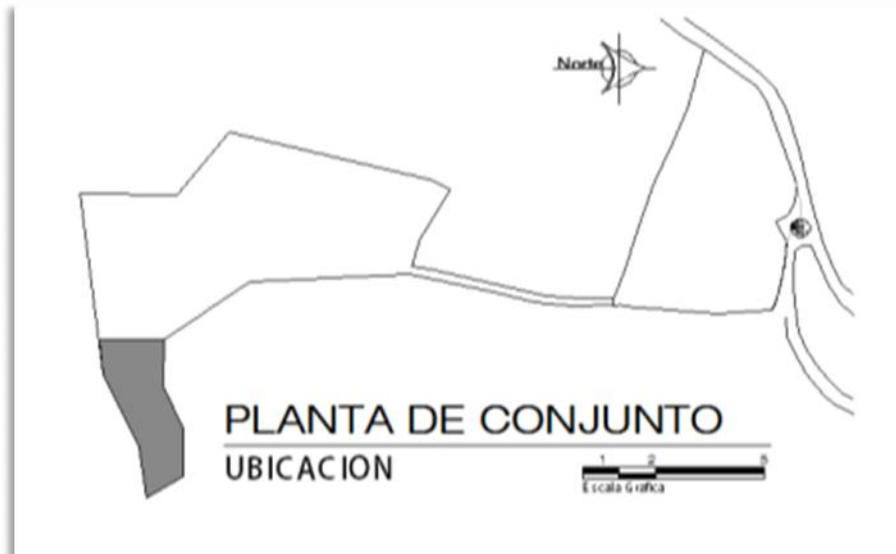 Norte
PLANTA DE CONJUNTO
UBICACION
1 2 5
Escala Grafica